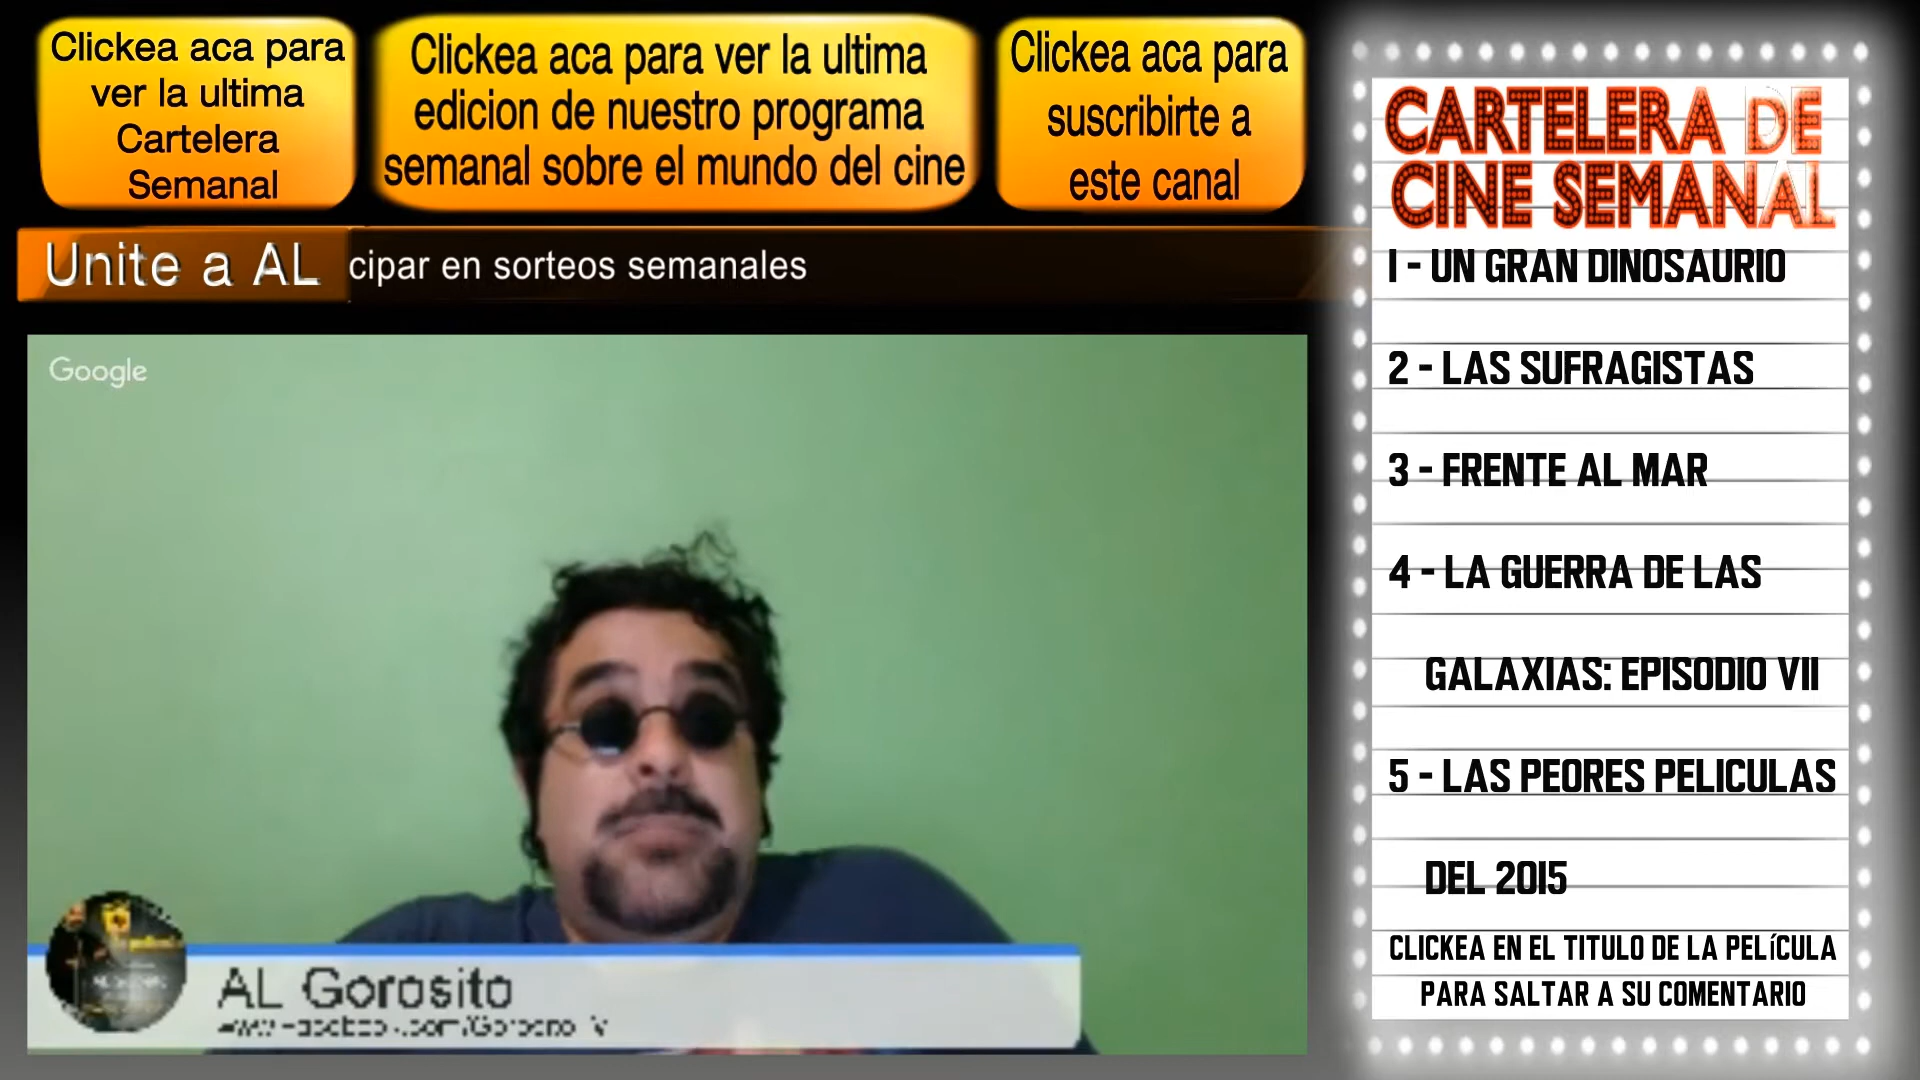 Clickea aca para
ver la ultima
Cartelera
Semanal
Clickea aca para ver la ultima
edicion de nuestro programa
semanal sobre el mundo del cine
Clickea aca para
suscribirte a
este canal
Unite a AL
cipar en sorteos semanales
Google
AL Gorosito
CARTELERA DE
CINE SEMANAL
1 - UN GRAN DINOSAURIO
2 - LAS SUFRAGISTAS
3 - FRENTE AL MAR
4 - LA GUERRA DE LAS
GALAXIAS: EPISODIO VII
5 - LAS PEORES PELICULAS
DEL 2015
CLICKEA EN EL TITULO DE LA PELíCULA
PARA SALTAR A SU COMENTARIO